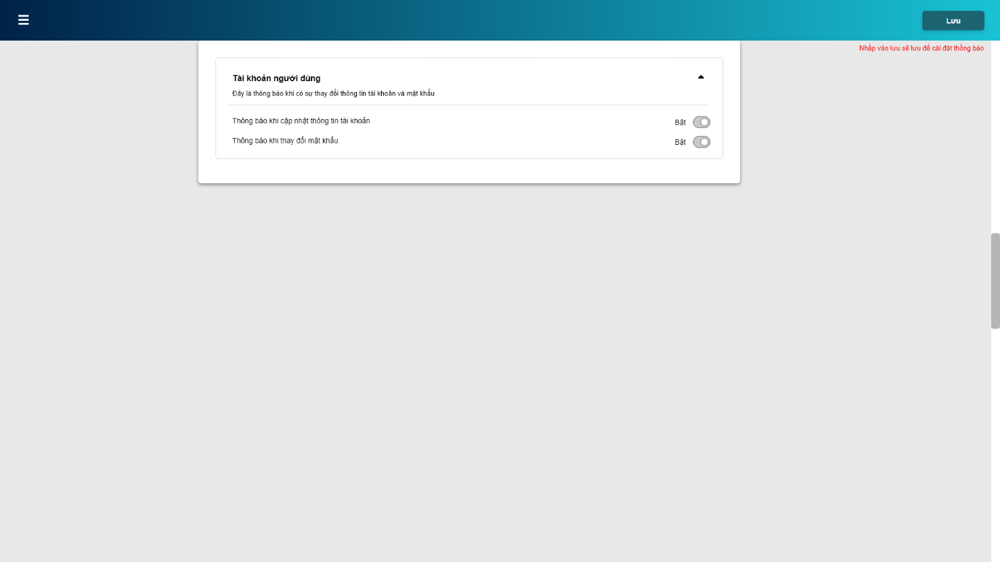 Lưu
Nhấp vào lưu sẽ lưu để cài đặt thông báo
Tài khoản người dùng
Đây là thông báo khi có sự thay đổi thông tin tài khoản và mật khẩu
Thông báo khi cập nhật thông tin tài khoản
Bật
Thông báo khi thay đổi mật khẩu
Bật